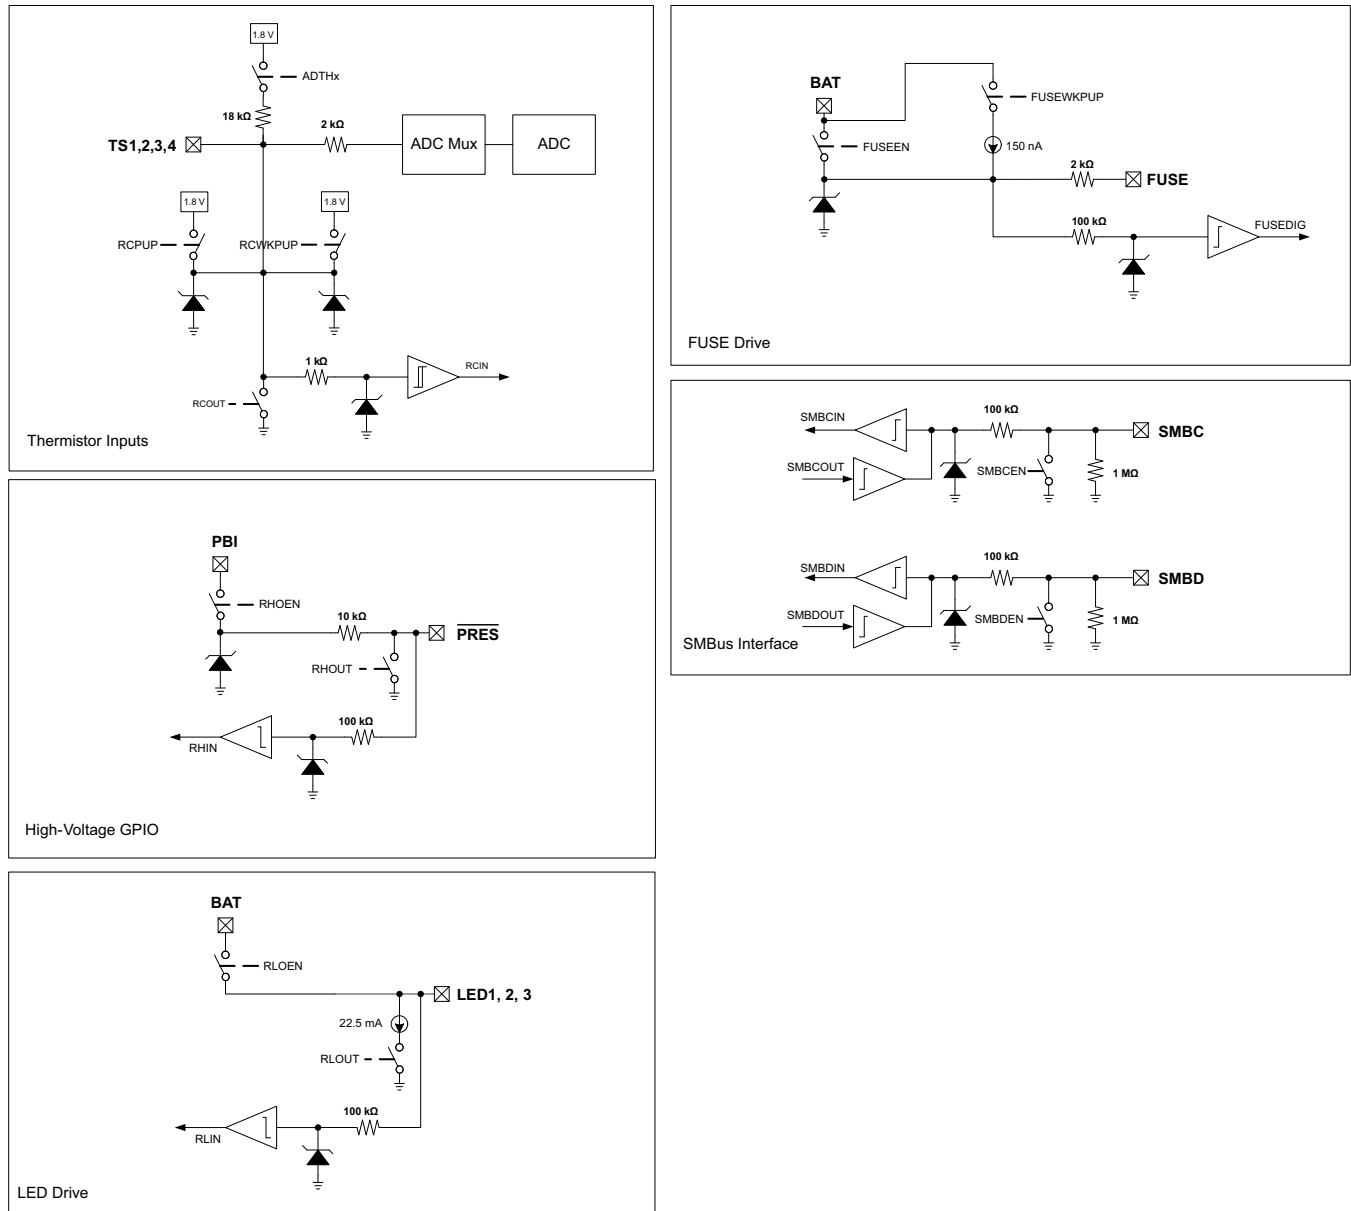 1.8 V
ADTHx
18 kΩ
TS1,2,3,4
2 kΩ
ADC Mux
ADC
1.8 V
1.8 V
RCPUP
RCWKPUP
1 kΩ
RCIN
RCOUT
Thermistor Inputs
BAT
FUSEWKPUP
FUSEEN
150 nA
2 kΩ
FUSE
100 kΩ
FUSEDIG
FUSE Drive
SMBCIN
100 kΩ
SMBC
SMBCOUT
SMBCEN
1 MΩ
SMBDIN
100 kΩ
SMBD
SMBDOUT
SMBDEN
1 MΩ
SMBus Interface
PBI
RHOEN
10 kΩ
PRES
RHOUT
100 kΩ
RHIN
High-Voltage GPIO
BAT
RLOEN
LED1, 2, 3
22.5 mA
RLOUT
100 kΩ
RLIN
LED Drive